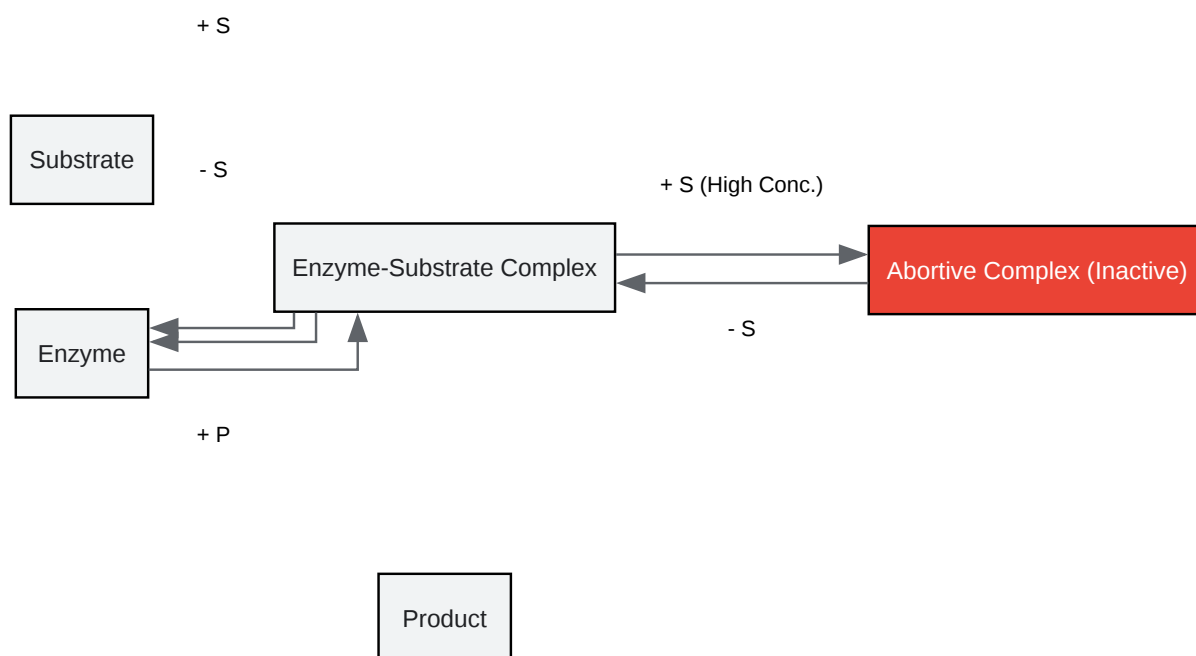 + S
Substrate
- S
+ S (High Conc.)
Enzyme-Substrate Complex
Abortive Complex (Inactive)
- S
Enzyme
+ P
Product